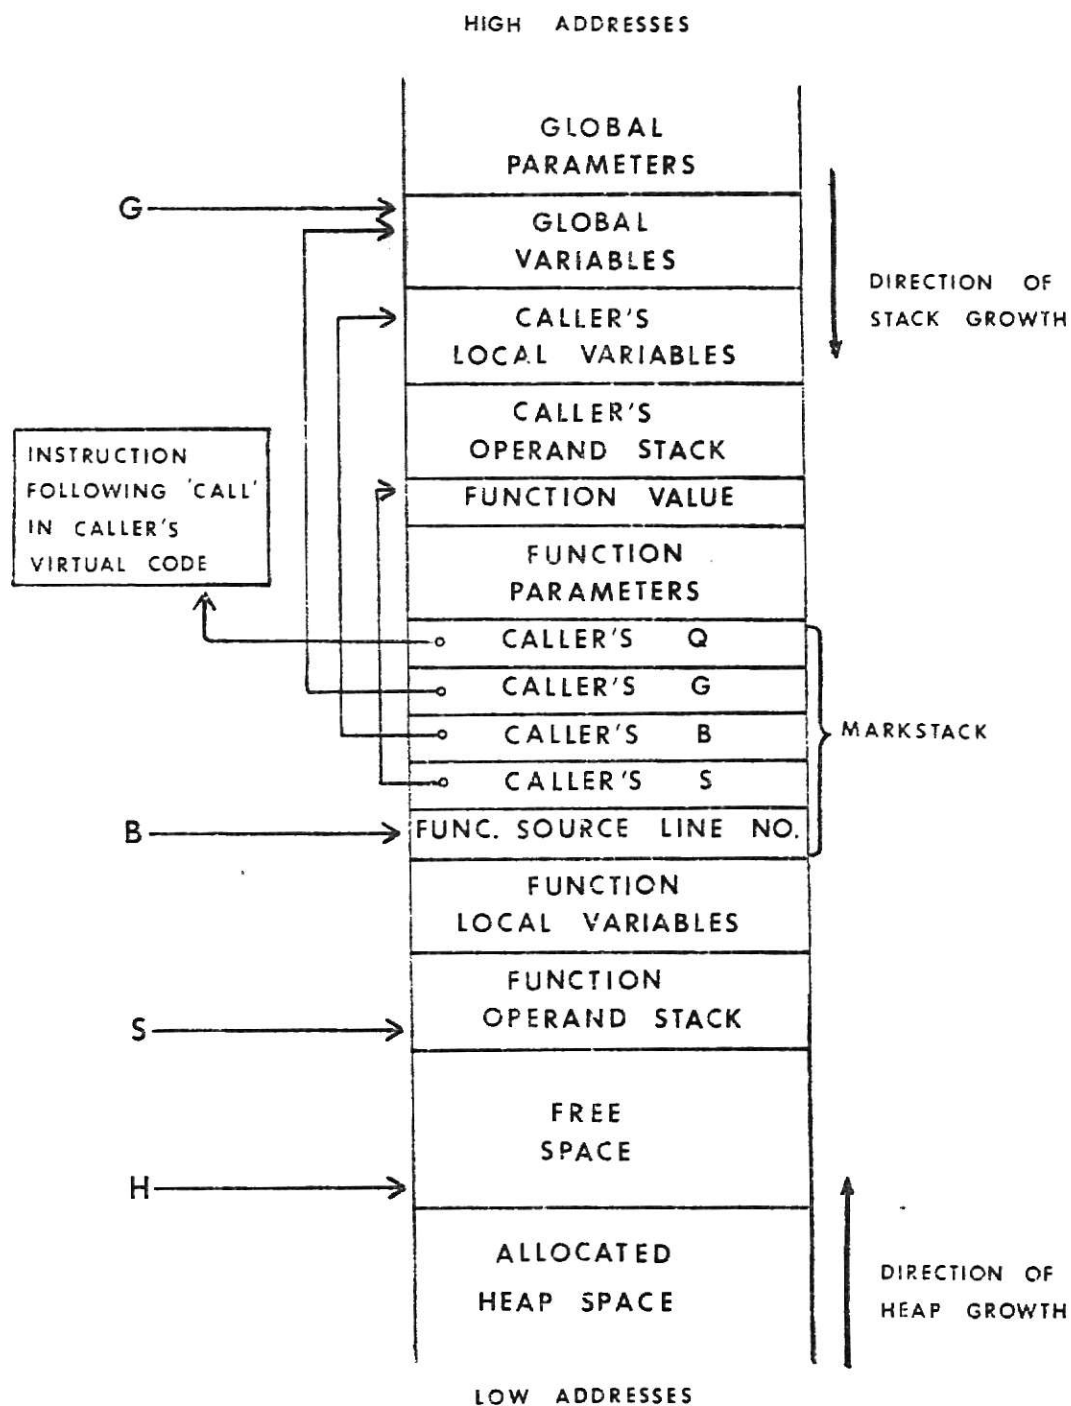 HIGH ADDRESSES
GLOBAL
PARAMETERS
G
GLOBAL
VARIABLES
DIRECTION OF
STACK GROWTH
CALLER'S
LOCAL VARIABLES
CALLER'S
OPERAND STACK
INSTRUCTION
FOLLOWING 'CALL'
IN CALLER'S
VIRTUAL CODE
FUNCTION VALUE
FUNCTION
PARAMETERS
CALLER'S Q
CALLER'S G
CALLER'S B
MARKSTACK
CALLER'S S
B
FUNC. SOURCE LINE NO.
FUNCTION
LOCAL VARIABLES
FUNCTION
OPERAND STACK
S
FREE
SPACE
H
ALLOCATED
HEAP SPACE
DIRECTION OF
HEAP GROWTH
LOW ADDRESSES